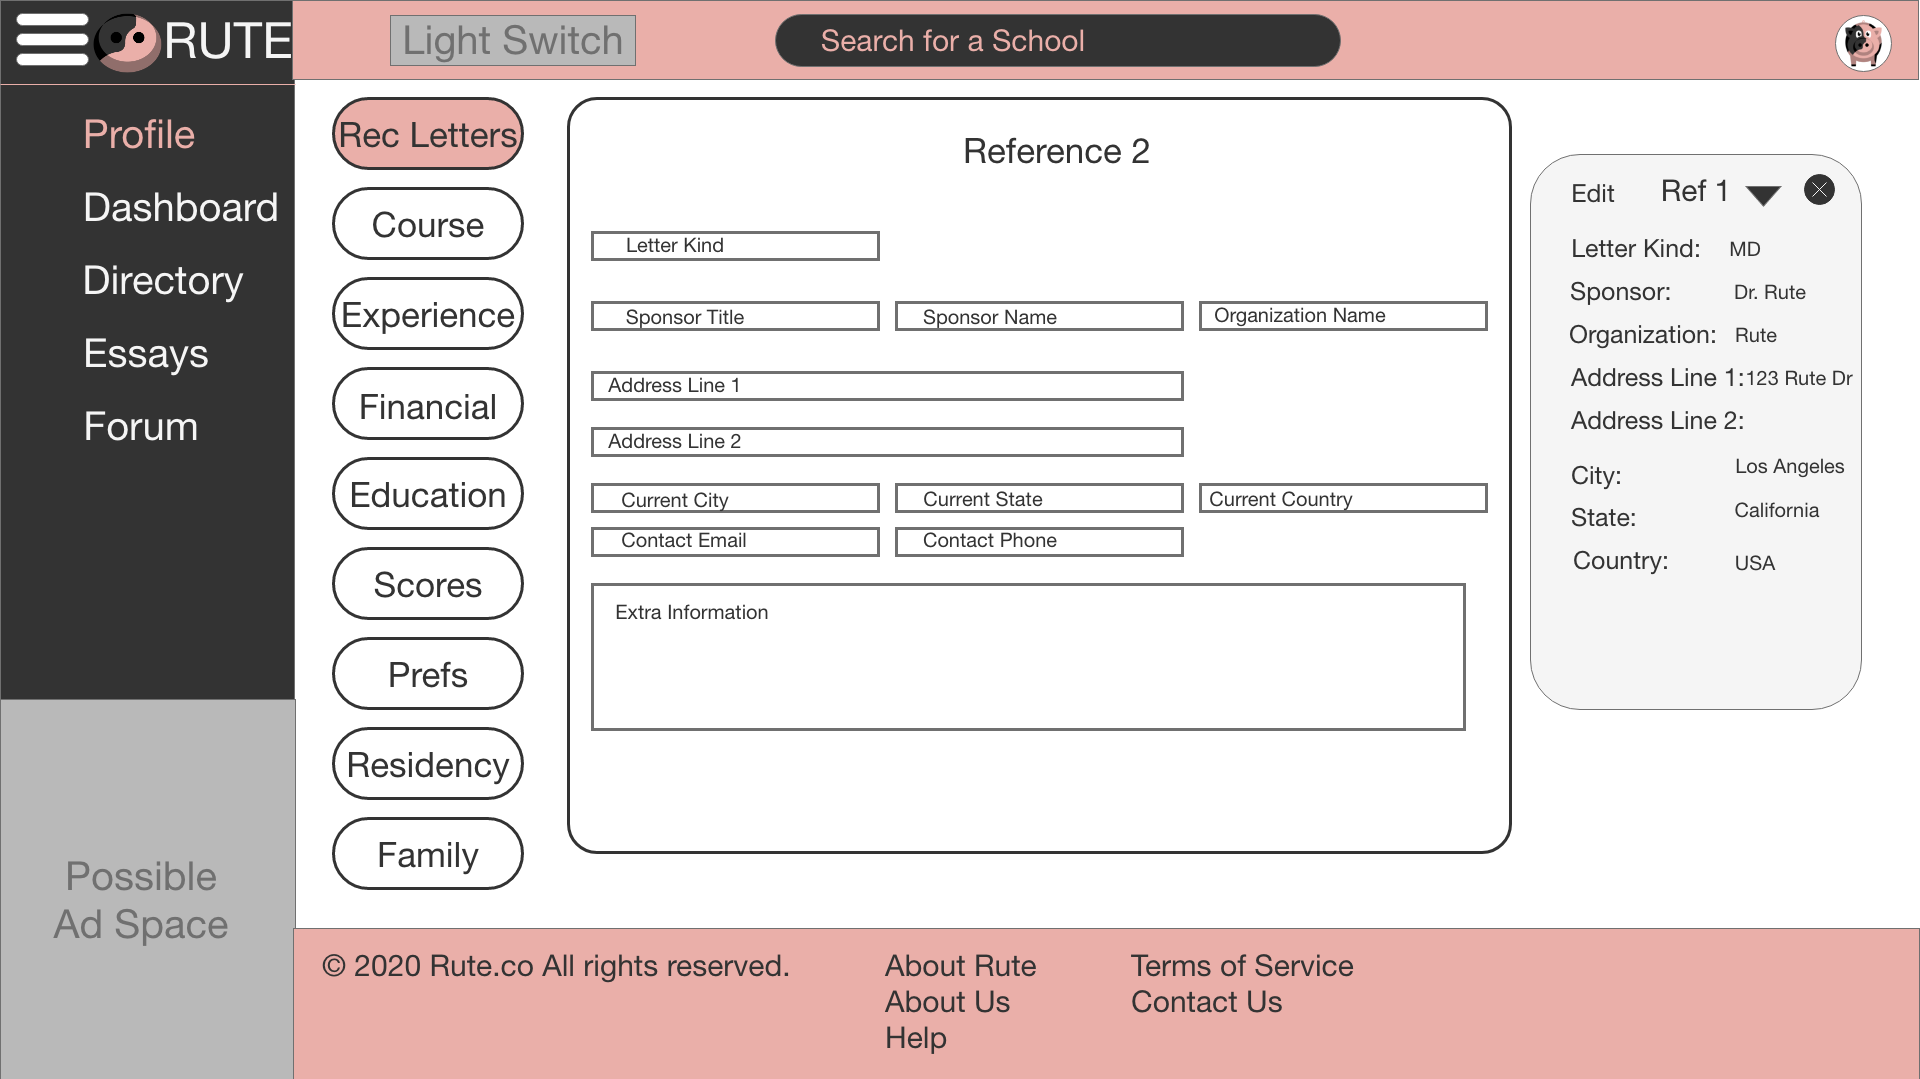 RUTE
Light Switch
Search for a School
Profile
Dashboard
Directory
Essays
Forum
Possible
Ad Space
Rec Letters
Course
Experience
Financial
Education
Scores
Prefs
Residency
Family
Reference 2
Letter Kind
Sponsor Title
Sponsor Name
Organization Name
Address Line 1
Address Line 2
Current City
Current State
Current Country
Contact Email
Contact Phone
Extra Information
Edit Ref 1
Letter Kind: MD
Sponsor: Dr. Rute
Organization: Rute
Address Line 1: 123 Rute Dr
Address Line 2:
City: Los Angeles
State: California
Country: USA
© 2020 Rute.co All rights reserved.
About Rute
About Us
Help
Terms of Service
Contact Us